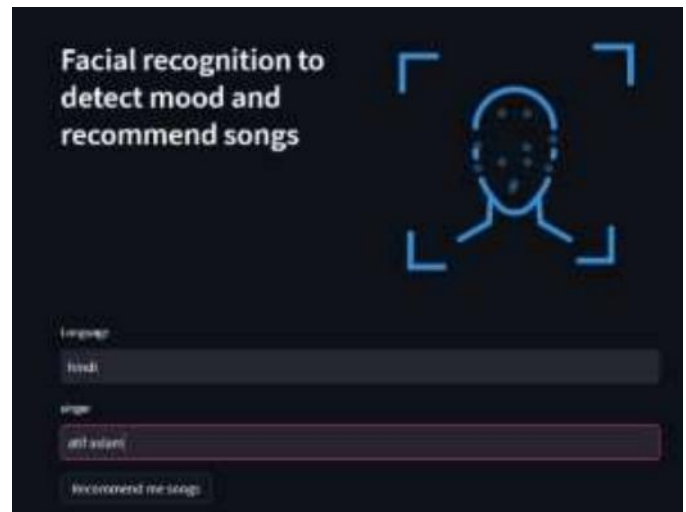 Facial recognition to
detect mood and
recommend songs
Language
hindi
singer
atif aslam
Recommend me songs